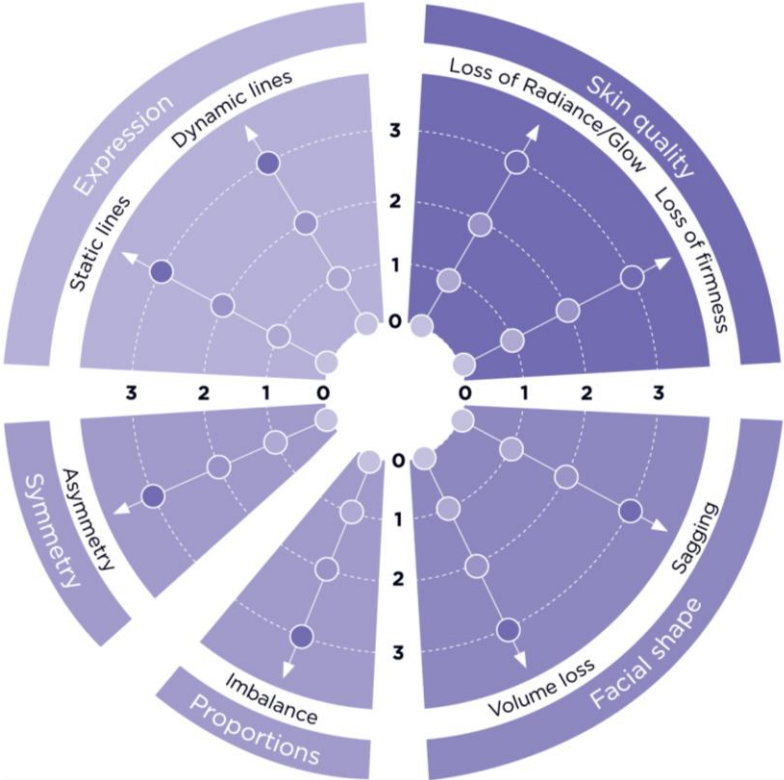 Expression
Dynamic lines
Static lines
Skin quality
Loss of Radiance/Glow
Loss of firmness
3
2
1
0
3 2 1 0
0 1 2 3
0
1
2
3
Symmetry
Asymmetry
Imbalance
Proportions
Sagging
Volume loss
Facial shape